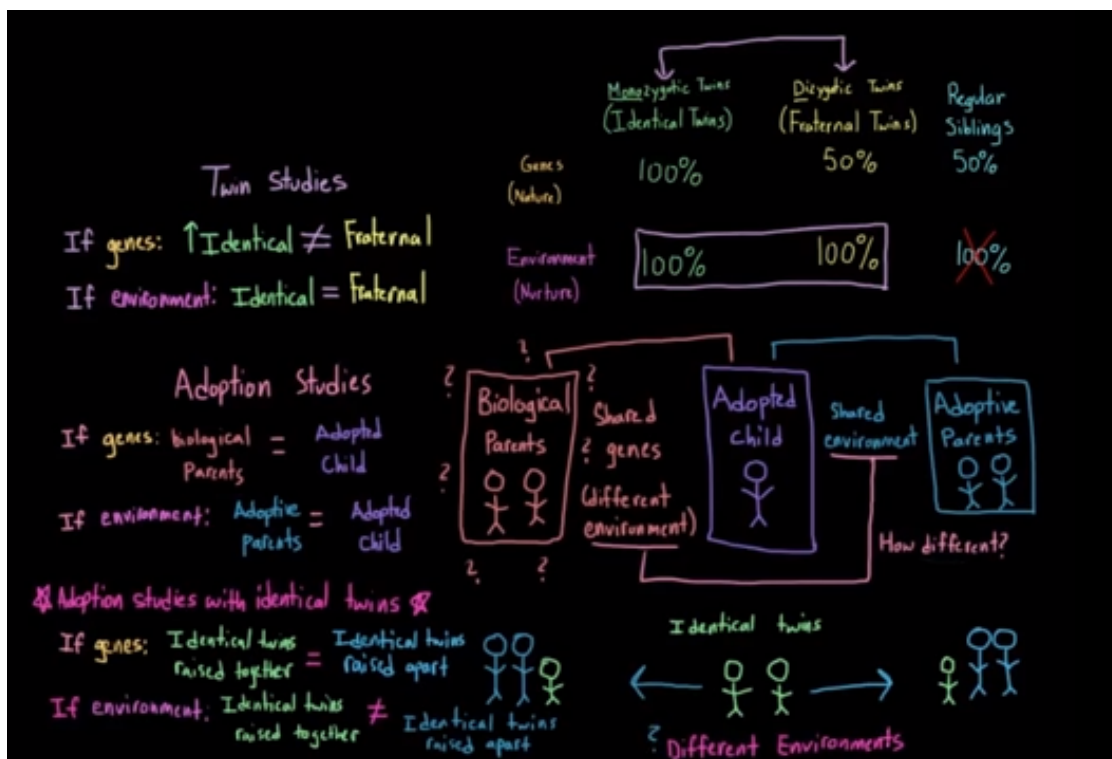 Monozygotic Twins
(Identical Twins)
Dizygotic Twins
(Fraternal Twins)
Regular
Siblings
Genes
(Nature)
100%
50%
50%
Environment
(Nurture)
100%
100%
100%
Twin Studies
If genes: ↑Identical ≠ Fraternal
If environment: Identical = Fraternal
Adoption Studies
If genes: biological
Parents
=
Adopted
Child
If environment: Adoptive
parents
=
Adopted
Child
?
?
?
?
?
?
?
Biological
Parents
Shared
genes
(different
environment)
Adopted
child
Shared
environment
Adoptive
Parents
How different?
☆ Adoption studies with identical twins ☆
If genes: Identical twins
raised together
=
Identical twins
raised apart
If environment: Identical twins
raised together
≠
Identical twins
raised apart
Identical twins
? Different Environments